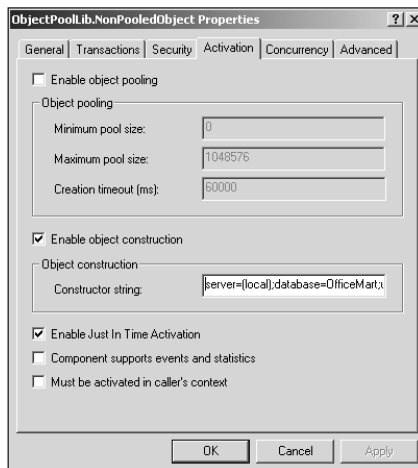 ObjectPoolLib.NonPooledObject Properties
General Transactions Security Activation Concurrency Advanced
Enable object pooling
Object pooling
Minimum pool size: 0
Maximum pool size: 1048576
Creation timeout (ms): 60000
Enable object construction
Object construction
Constructor string: server=(local);database=OfficeMart;u
Enable Just In Time Activation
Component supports events and statistics
Must be activated in caller's context
OK Cancel Apply